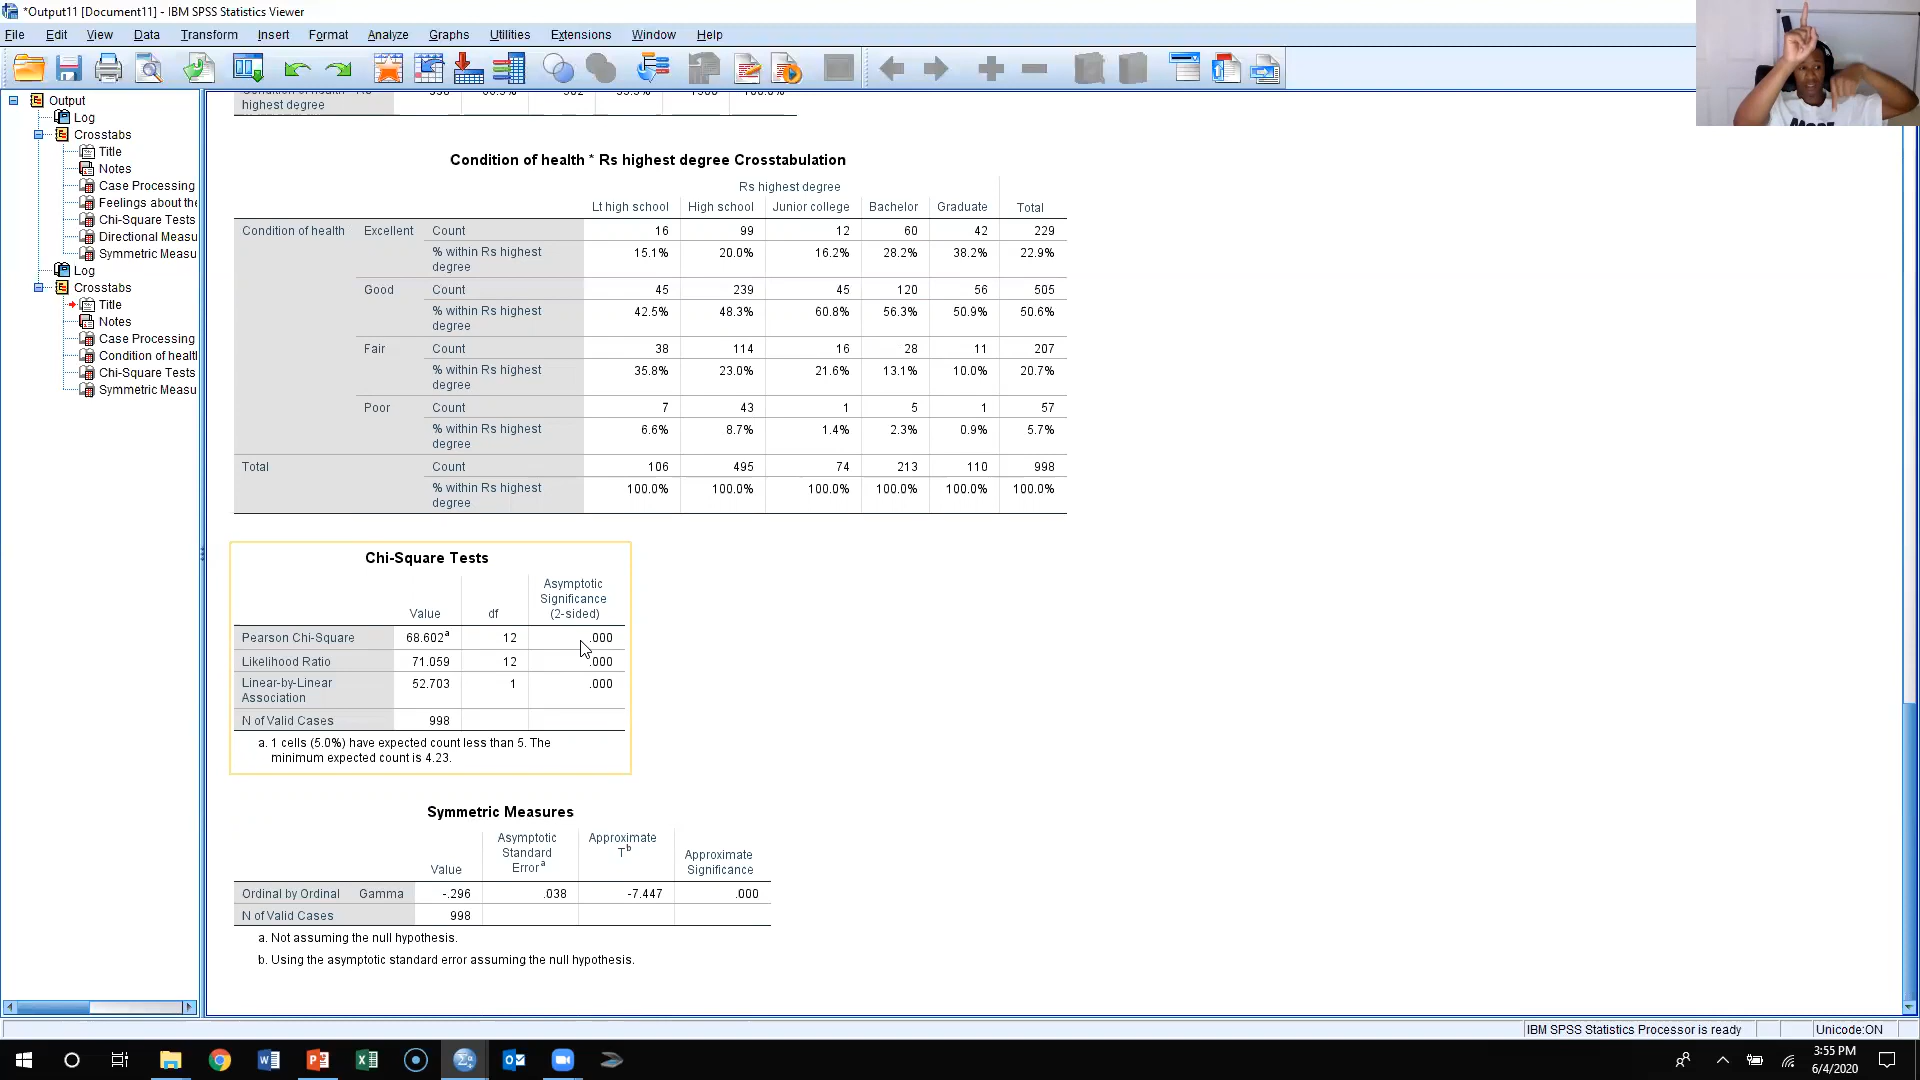 *Output11 [Document11] - IBM SPSS Statistics Viewer
File Edit View Data Transform Insert Format Analyze Graphs Utilities Extensions Window Help
Output
Log
Crosstabs
Title
Notes
Case Processing
Feelings about the
Chi-Square Tests
Directional Measu
Symmetric Measu
Log
Crosstabs
Title
Notes
Case Processing
Condition of healt
Chi-Square Tests
Symmetric Measu
highest degree
Condition of health * Rs highest degree Crosstabulation
Rs highest degree
Lt high school High school Junior college Bachelor Graduate Total
Condition of health Excellent Count 16 99 12 60 42 229
% within Rs highest degree 15.1% 20.0% 16.2% 28.2% 38.2% 22.9%
Good Count 45 239 45 120 56 505
% within Rs highest degree 42.5% 48.3% 60.8% 56.3% 50.9% 50.6%
Fair Count 38 114 16 28 11 207
% within Rs highest degree 35.8% 23.0% 21.6% 13.1% 10.0% 20.7%
Poor Count 7 43 1 5 1 57
% within Rs highest degree 6.6% 8.7% 1.4% 2.3% 0.9% 5.7%
Total Count 106 495 74 213 110 998
% within Rs highest degree 100.0% 100.0% 100.0% 100.0% 100.0% 100.0%
Chi-Square Tests
Value df Asymptotic Significance (2-sided)
Pearson Chi-Square 68.602a 12 .000
Likelihood Ratio 71.059 12 .000
Linear-by-Linear Association 52.703 1 .000
N of Valid Cases 998
a. 1 cells (5.0%) have expected count less than 5. The
minimum expected count is 4.23.
Symmetric Measures
Value Asymptotic Standard Errora Approximate Tb Approximate Significance
Ordinal by Ordinal Gamma -.296 .038 -7.447 .000
N of Valid Cases 998
a. Not assuming the null hypothesis.
b. Using the asymptotic standard error assuming the null hypothesis.
IBM SPSS Statistics Processor is ready Unicode:ON
3:55 PM
6/4/2020